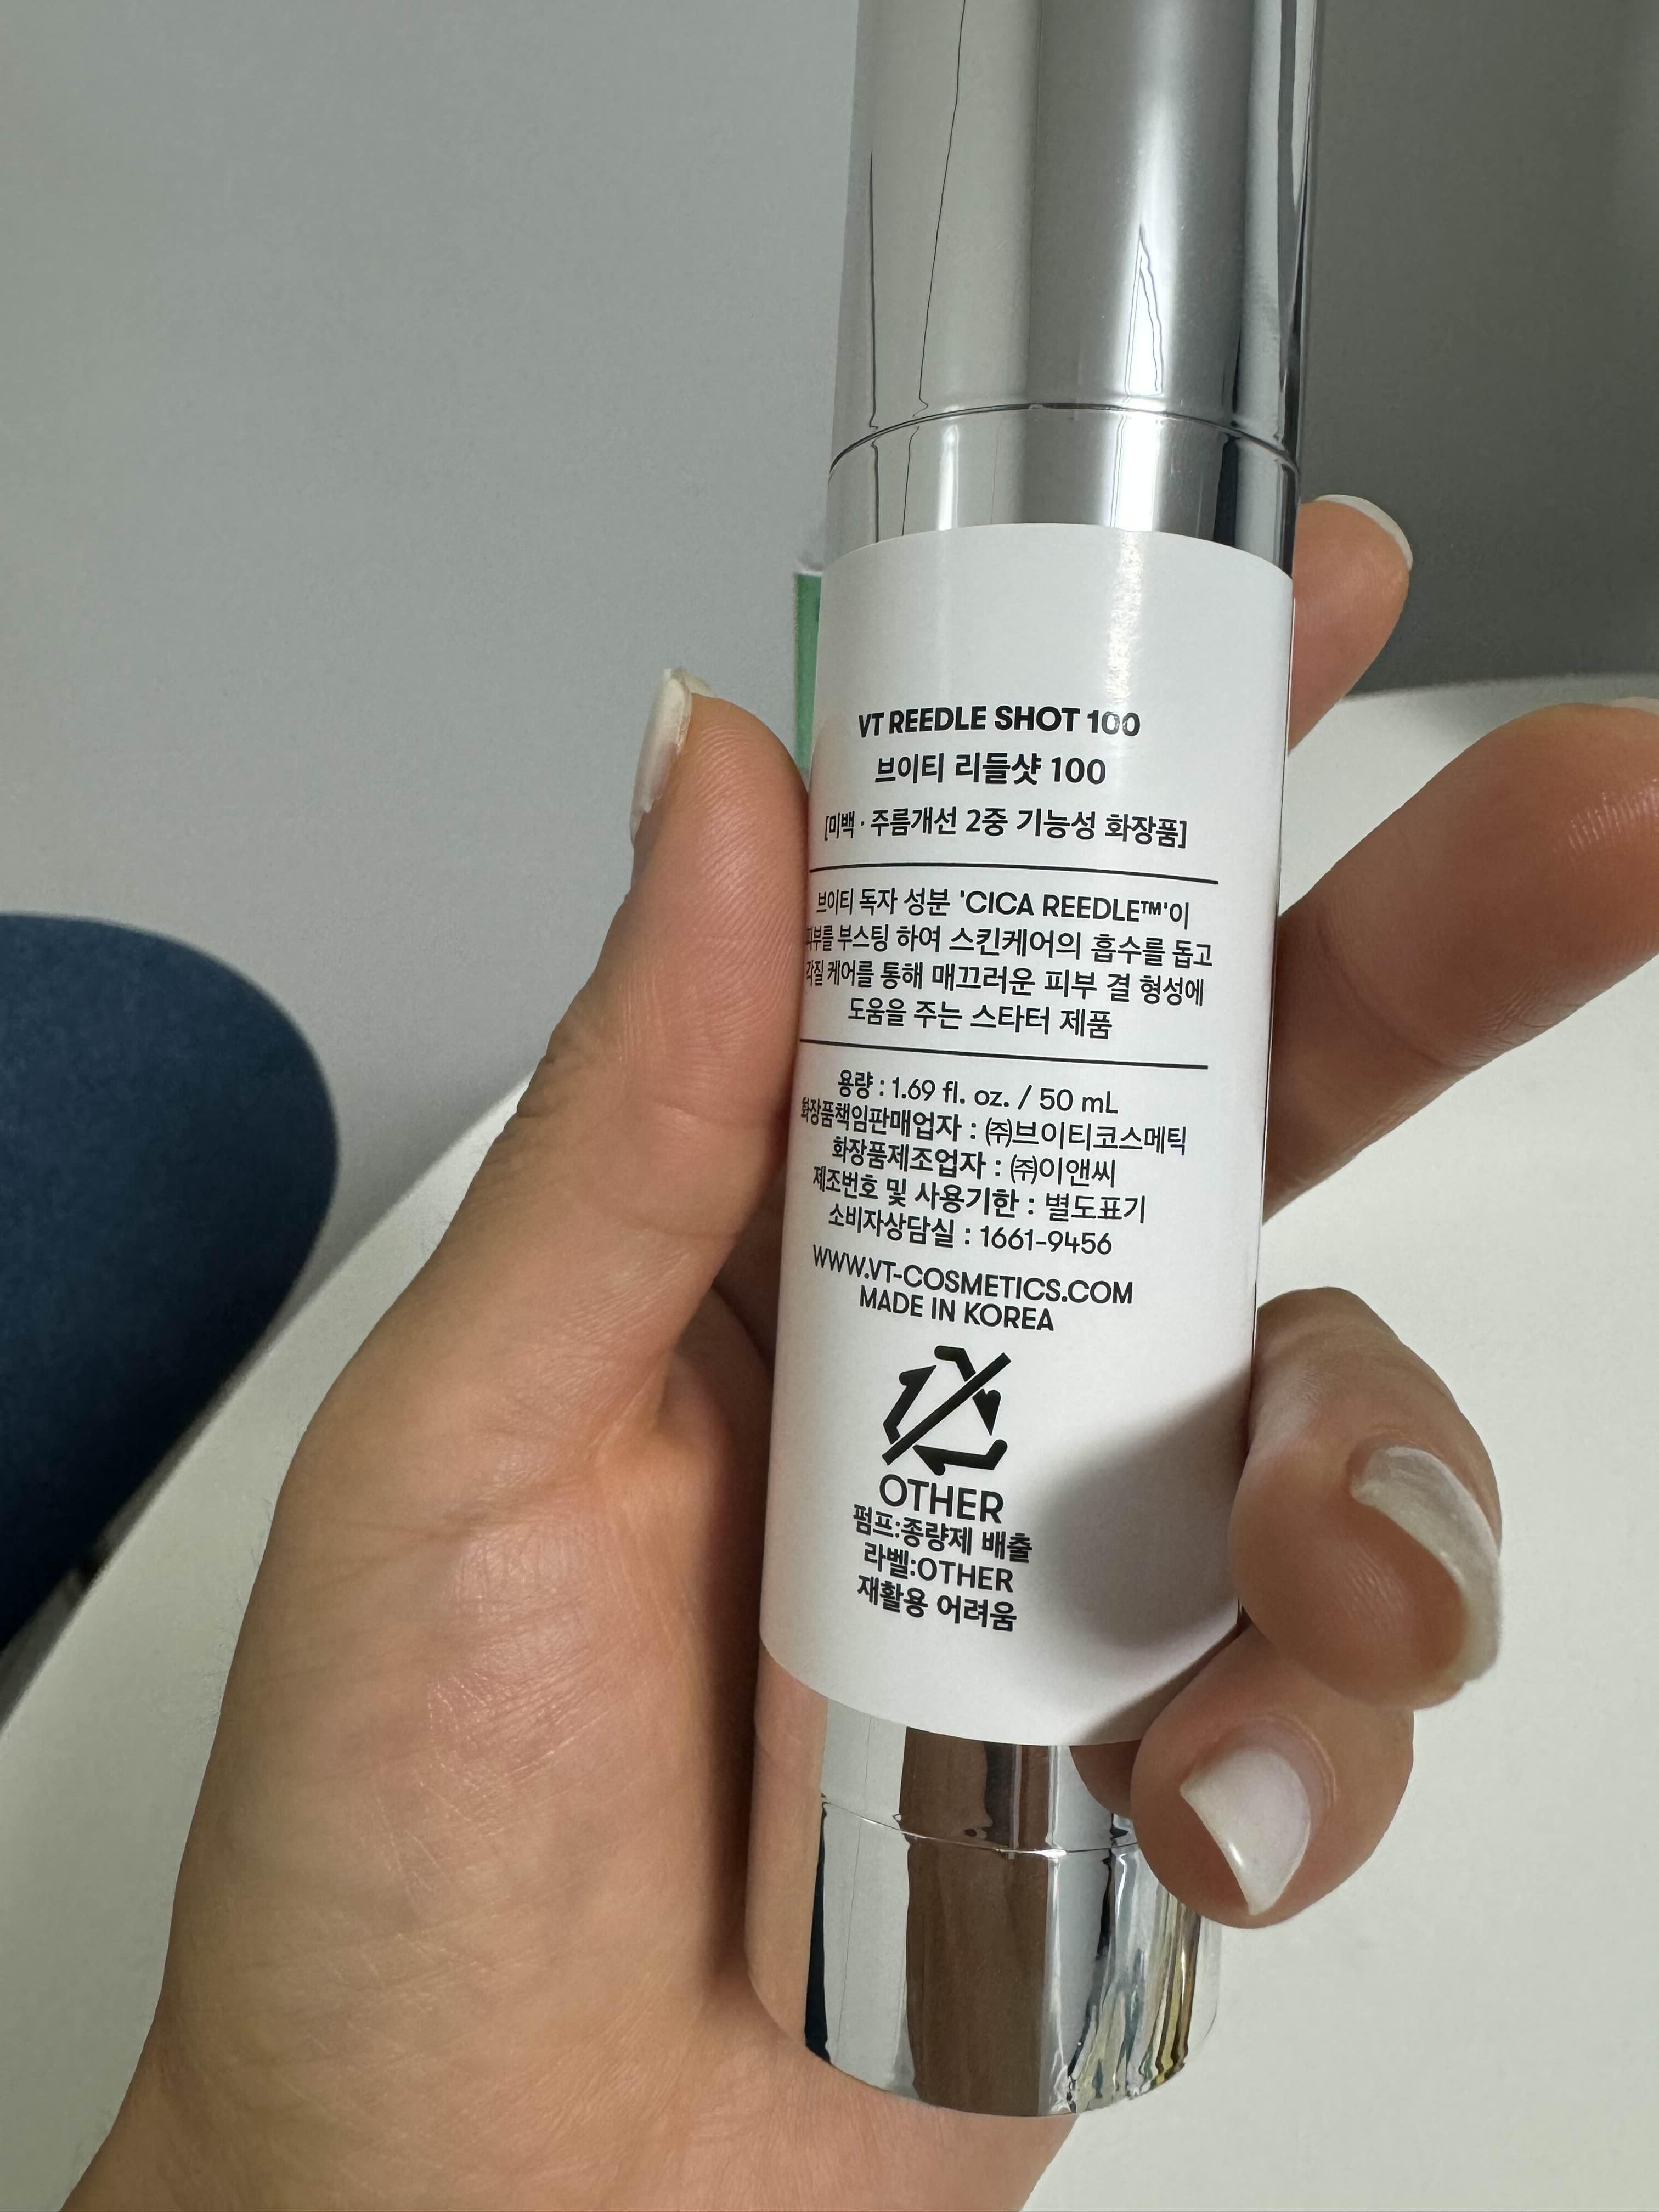 VT REEDLE SHOT 100
브이티 리들샷 100
[미백 · 주름개선 2중 기능성 화장품]
브이티 독자 성분 'CICA REEDLE™'이
피부를 부스팅 하여 스킨케어의 흡수를 돕고
각질 케어를 통해 매끄러운 피부 결 형성에
도움을 주는 스타터 제품
용량 : 1.69 fl. oz. / 50 mL
화장품책임판매업자 : ㈜브이티코스메틱
화장품제조업자 : ㈜이앤씨
제조번호 및 사용기한 : 별도표기
소비자상담실 : 1661-9456
WWW.VT-COSMETICS.COM
MADE IN KOREA
OTHER
펌프:종량제 배출
라벨:OTHER
재활용 어려움